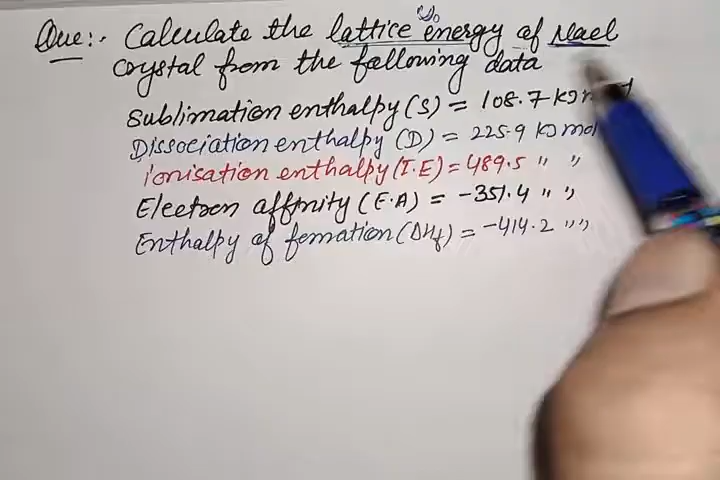 Que:- Calculate the lattice energy of Nacl
U₀
crystal from the following data
Sublimation enthalpy (S) = 108.7 KJ
Dissociation enthalpy (D) = 225.9 KJ mol
Ionisation enthalpy (I.E) = 489.5 " "
Electron affinity (E.A) = -351.4 " "
Enthalpy of formation (ΔHf) = -414.2 " "